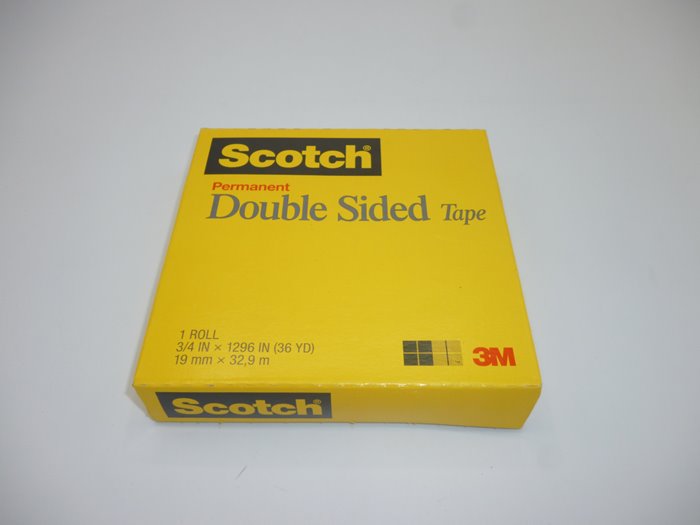 Scotch®
Permanent
Double Sided Tape
1 ROLL
3/4 IN × 1296 IN (36 YD)
19 mm × 32,9 m
3M
Scotch®